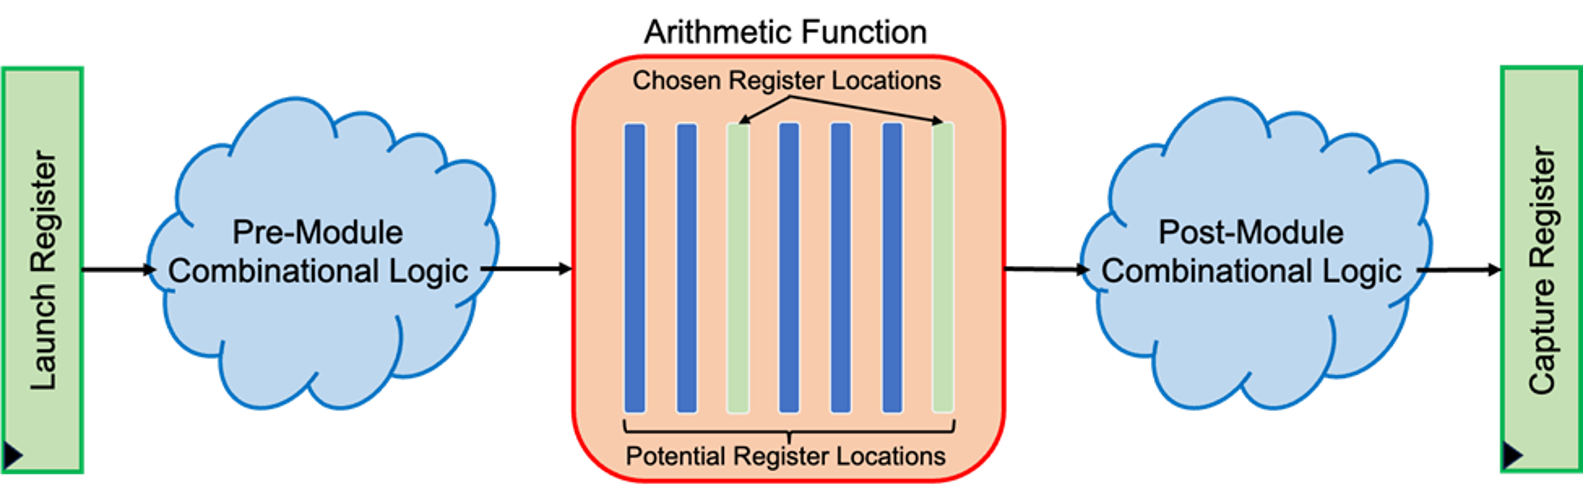 Arithmetic Function
Chosen Register Locations
Launch Register
Pre-Module
Combinational Logic
Post-Module
Combinational Logic
Capture Register
Potential Register Locations